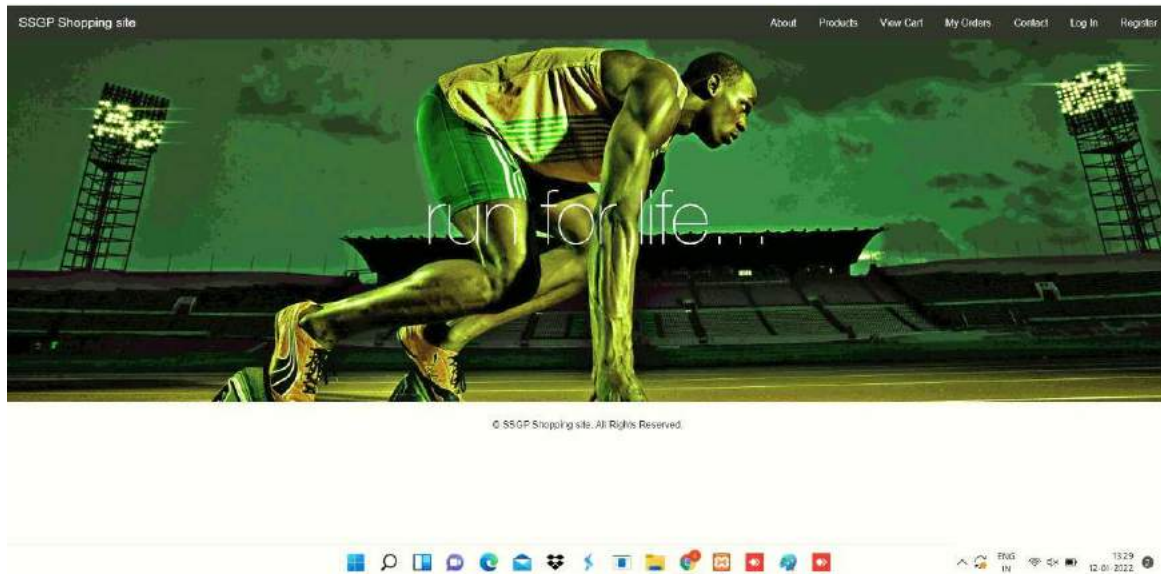 SSGP Shopping site About Products View Cart My Orders Contact Log In Register
run for life...
© SSGP Shopping site. All Rights Reserved.
ENG 13:29
IN 12-01-2022